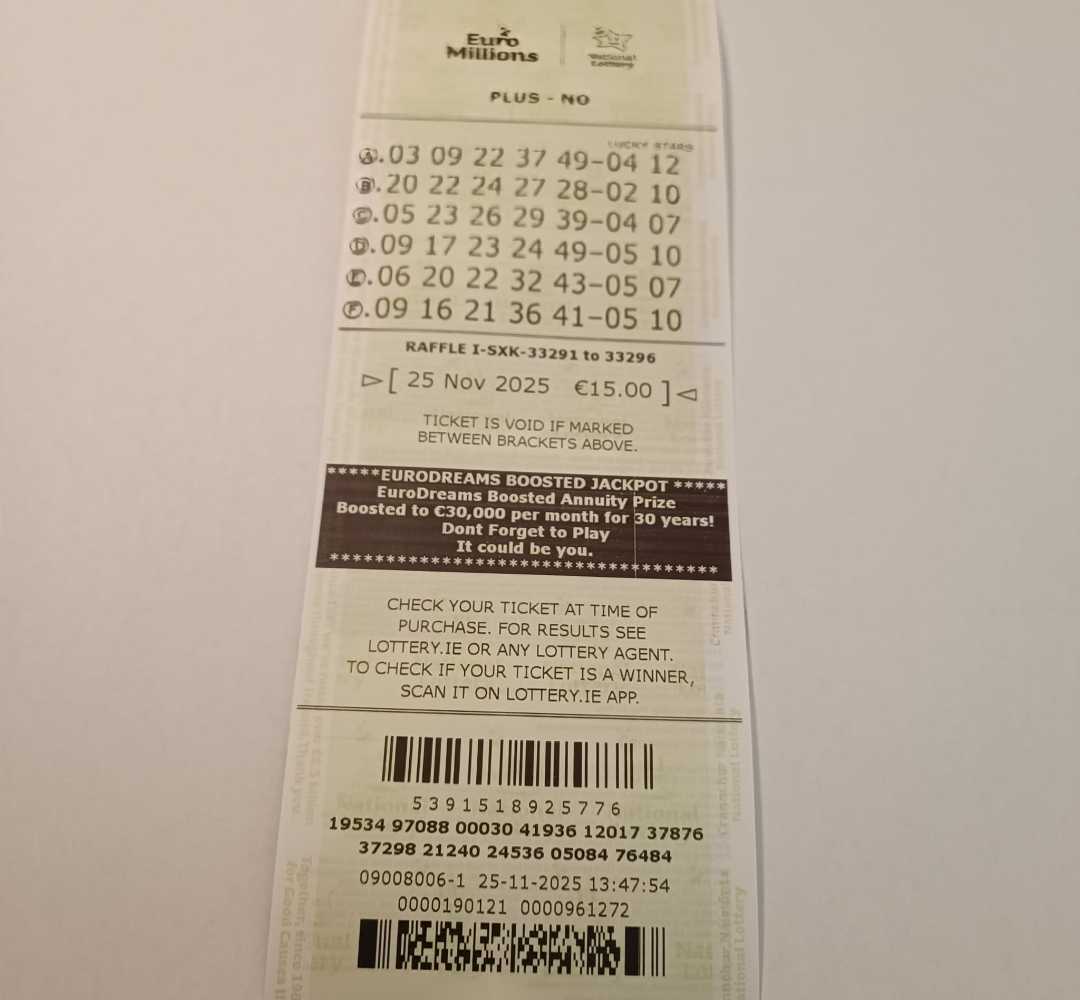 Euro
Millions
National
Lottery
PLUS - NO
LUCKY STARS
A.03 09 22 37 49-04 12
B.20 22 24 27 28-02 10
C.05 23 26 29 39-04 07
D.09 17 23 24 49-05 10
E.06 20 22 32 43-05 07
F.09 16 21 36 41-05 10
RAFFLE I-SXK-33291 to 33296
[ 25 Nov 2025 €15.00 ]
TICKET IS VOID IF MARKED
BETWEEN BRACKETS ABOVE.
*****EURODREAMS BOOSTED JACKPOT *****
EuroDreams Boosted Annuity Prize
Boosted to €30,000 per month for 30 years!
Dont Forget to Play
It could be you.
***********************************
CHECK YOUR TICKET AT TIME OF
PURCHASE. FOR RESULTS SEE
LOTTERY.IE OR ANY LOTTERY AGENT.
TO CHECK IF YOUR TICKET IS A WINNER,
SCAN IT ON LOTTERY.IE APP.
5391518925776
19534 97088 00030 41936 12017 37876
37298 21240 24536 05084 76484
09008006-1 25-11-2025 13:47:54
0000190121 0000961272